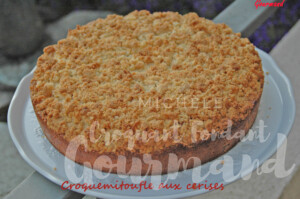 Gourmand
MICHELE
Croquant Fondant
Gourmand
Croquemitoufle aux cerises